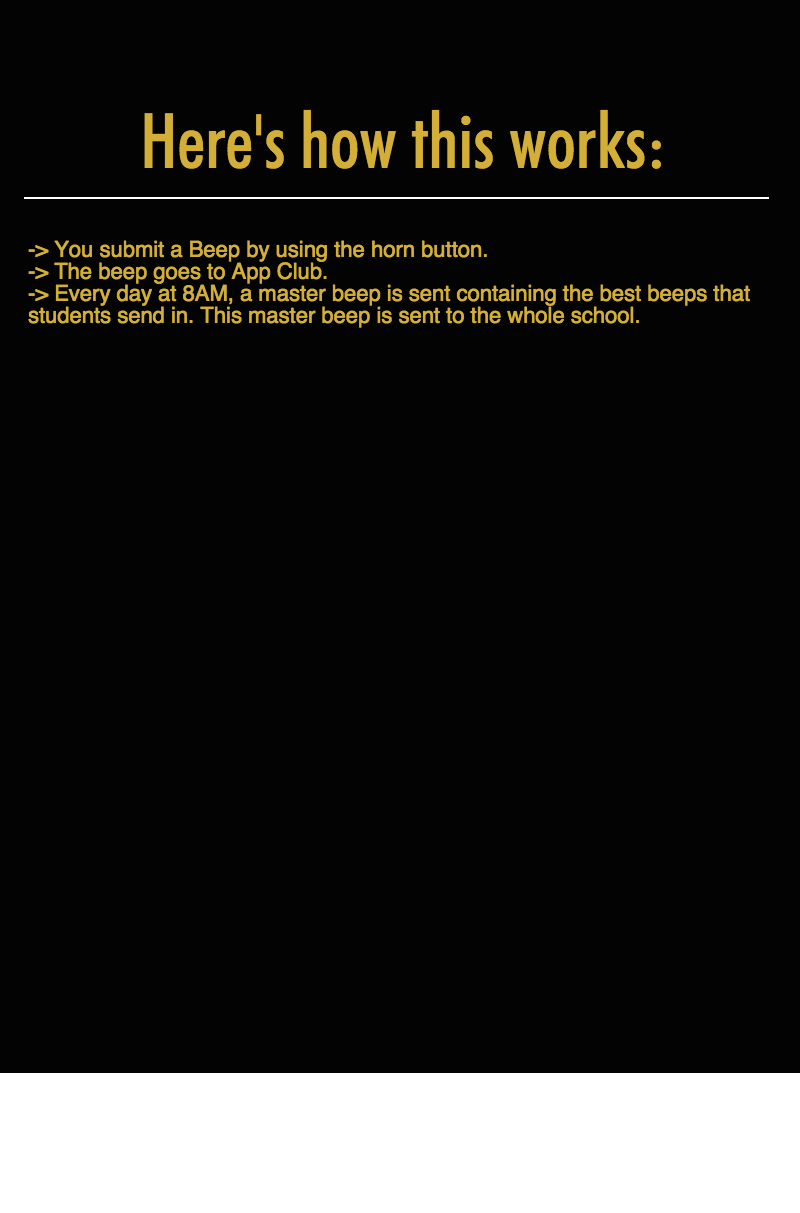 Here's how this works:
-> You submit a Beep by using the horn button.
-> The beep goes to App Club.
-> Every day at 8AM, a master beep is sent containing the best beeps that
students send in. This master beep is sent to the whole school.